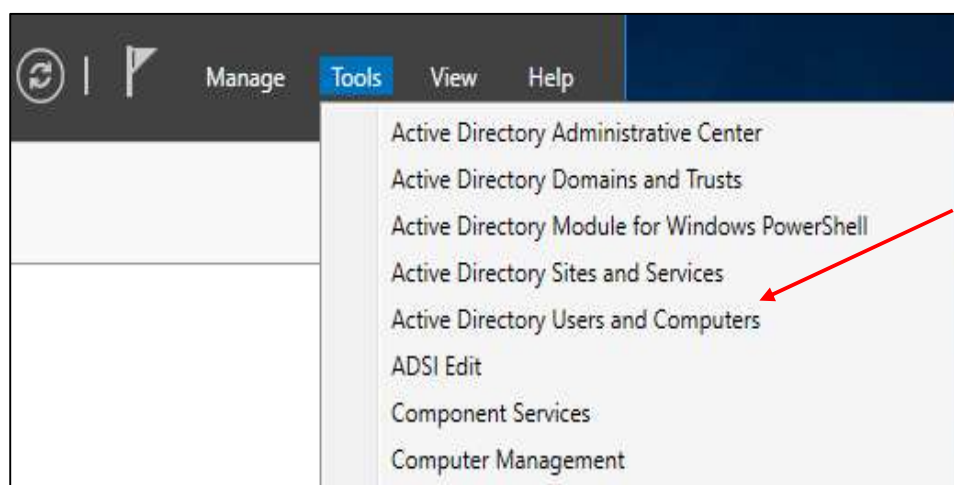 Manage Tools View Help
Active Directory Administrative Center
Active Directory Domains and Trusts
Active Directory Module for Windows PowerShell
Active Directory Sites and Services
Active Directory Users and Computers
ADSI Edit
Component Services
Computer Management